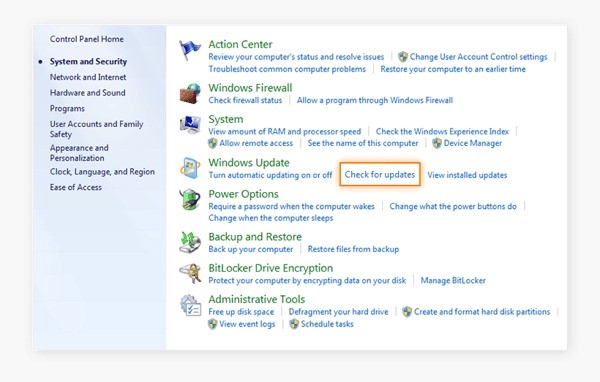 Control Panel Home
System and Security
Network and Internet
Hardware and Sound
Programs
User Accounts and Family
Safety
Appearance and
Personalization
Clock, Language, and Region
Ease of Access
Action Center
Review your computer's status and resolve issues Change User Account Control settings
Troubleshoot common computer problems Restore your computer to an earlier time
Windows Firewall
Check firewall status Allow a program through Windows Firewall
System
View amount of RAM and processor speed Check the Windows Experience Index
Allow remote access See the name of this computer Device Manager
Windows Update
Turn automatic updating on or off Check for updates View installed updates
Power Options
Require a password when the computer wakes Change what the power buttons do
Change when the computer sleeps
Backup and Restore
Back up your computer Restore files from backup
BitLocker Drive Encryption
Protect your computer by encrypting data on your disk Manage BitLocker
Administrative Tools
Free up disk space Defragment your hard drive Create and format hard disk partitions
View event logs Schedule tasks